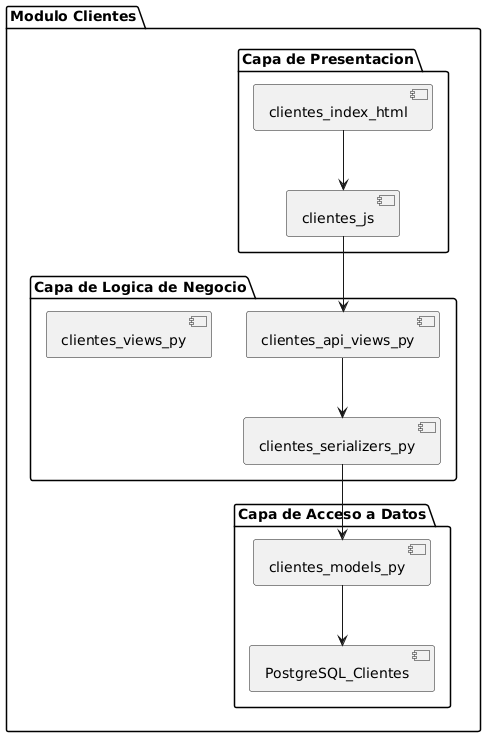 Modulo Clientes
Capa de Presentacion
clientes_index_html
clientes_js
Capa de Logica de Negocio
clientes_views_py
clientes_api_views_py
clientes_serializers_py
Capa de Acceso a Datos
clientes_models_py
PostgreSQL_Clientes